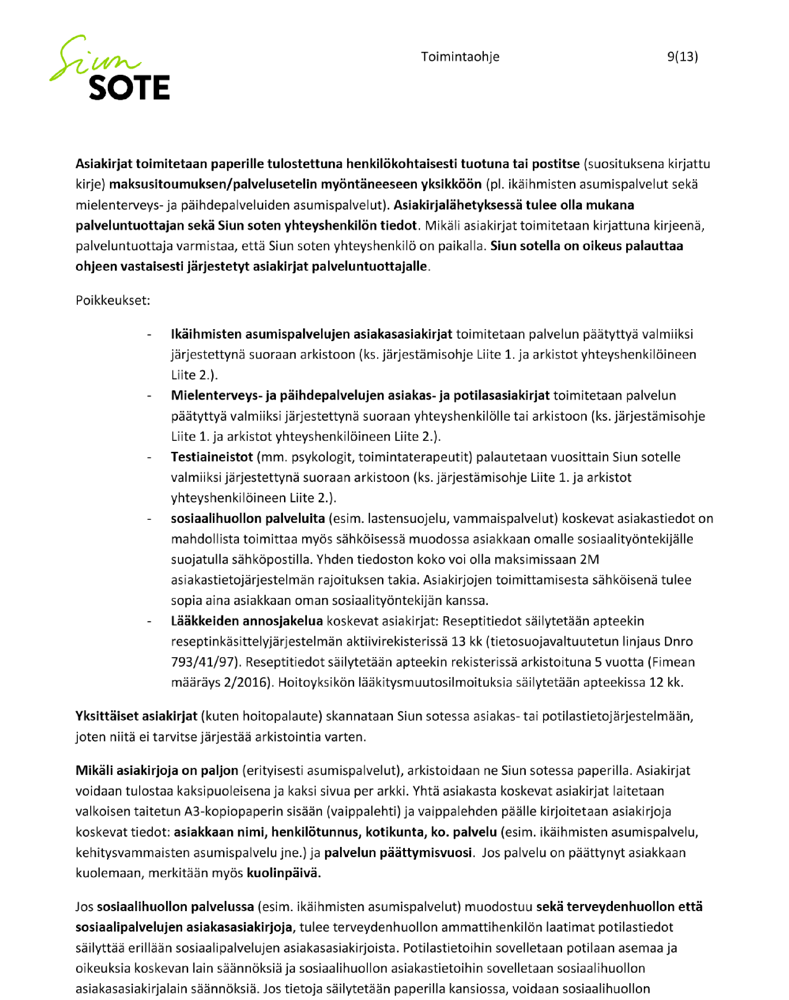 Siun
SOTE
Toimintaohje
9(13)
Asiakirjat toimitetaan paperille tulostettuna henkilökohtaisesti tuotuna tai postitse (suosituksena kirjattu
kirje) maksusitoumuksen/palvelusetelin myöntäneeseen yksikköön (pl. ikäihmisten asumispalvelut sekä
mielenterveys- ja päihdepalveluiden asumispalvelut). Asiakirjalähetyksessä tulee olla mukana
palveluntuottajan sekä Siun soten yhteyshenkilön tiedot. Mikäli asiakirjat toimitetaan kirjattuna kirjeenä,
palveluntuottaja varmistaa, että Siun soten yhteyshenkilö on paikalla. Siun sotella on oikeus palauttaa
ohjeen vastaisesti järjestetyt asiakirjat palveluntuottajalle.
Poikkeukset:
- Ikäihmisten asumispalvelujen asiakasasiakirjat toimitetaan palvelun päätyttyä valmiiksi
järjestettynä suoraan arkistoon (ks. järjestämisohje Liite 1. ja arkistot yhteyshenkilöineen
Liite 2.).
- Mielenterveys- ja päihdepalvelujen asiakas- ja potilasasiakirjat toimitetaan palvelun
päätyttyä valmiiksi järjestettynä suoraan yhteyshenkilölle tai arkistoon (ks. järjestämisohje
Liite 1. ja arkistot yhteyshenkilöineen Liite 2.).
- Testiaineistot (mm. psykologit, toimintaterapeutit) palautetaan vuosittain Siun sotelle
valmiiksi järjestettynä suoraan arkistoon (ks. järjestämisohje Liite 1. ja arkistot
yhteyshenkilöineen Liite 2.).
- sosiaalihuollon palveluita (esim. lastensuojelu, vammaispalvelut) koskevat asiakastiedot on
mahdollista toimittaa myös sähköisessä muodossa asiakkaan omalle sosiaalityöntekijälle
suojatulla sähköpostilla. Yhden tiedoston koko voi olla maksimissaan 2M
asiakastietojärjestelmän rajoituksen takia. Asiakirjojen toimittamisesta sähköisenä tulee
sopia aina asiakkaan oman sosiaalityöntekijän kanssa.
- Lääkkeiden annosjakelua koskevat asiakirjat: Reseptitiedot säilytetään apteekin
reseptinkäsittelyjärjestelmän aktiivirekisterissä 13 kk (tietosuojavaltuutetun linjaus Dnro
793/41/97). Reseptitiedot säilytetään apteekin rekisterissä arkistoituna 5 vuotta (Fimean
määräys 2/2016). Hoitoyksikön lääkitysmuutosilmoituksia säilytetään apteekissa 12 kk.
Yksittäiset asiakirjat (kuten hoitopalaute) skannataan Siun sotessa asiakas- tai potilastietojärjestelmään,
joten niitä ei tarvitse järjestää arkistointia varten.
Mikäli asiakirjoja on paljon (erityisesti asumispalvelut), arkistoidaan ne Siun sotessa paperilla. Asiakirjat
voidaan tulostaa kaksipuoleisena ja kaksi sivua per arkki. Yhtä asiakasta koskevat asiakirjat laitetaan
valkoisen taitetun A3-kopiopaperin sisään (vaippalehti) ja vaippalehden päälle kirjoitetaan asiakirjoja
koskevat tiedot: asiakkaan nimi, henkilötunnus, kotikunta, ko. palvelu (esim. ikäihmisten asumispalvelu,
kehitysvammaisten asumispalvelu jne.) ja palvelun päättymisvuosi. Jos palvelu on päättynyt asiakkaan
kuolemaan, merkitään myös kuolinpäivä.
Jos sosiaalihuollon palvelussa (esim. ikäihmisten asumispalvelut) muodostuu sekä terveydenhuollon että
sosiaalipalvelujen asiakasasiakirjoja, tulee terveydenhuollon ammattihenkilön laatimat potilastiedot
säilyttää erillään sosiaalipalvelujen asiakasasiakirjoista. Potilastietoihin sovelletaan potilaan asemaa ja
oikeuksia koskevan lain säännöksiä ja sosiaalihuollon asiakastietoihin sovelletaan sosiaalihuollon
asiakasasiakirjalain säännöksiä. Jos tietoja säilytetään paperilla kansiossa, voidaan sosiaalihuollon